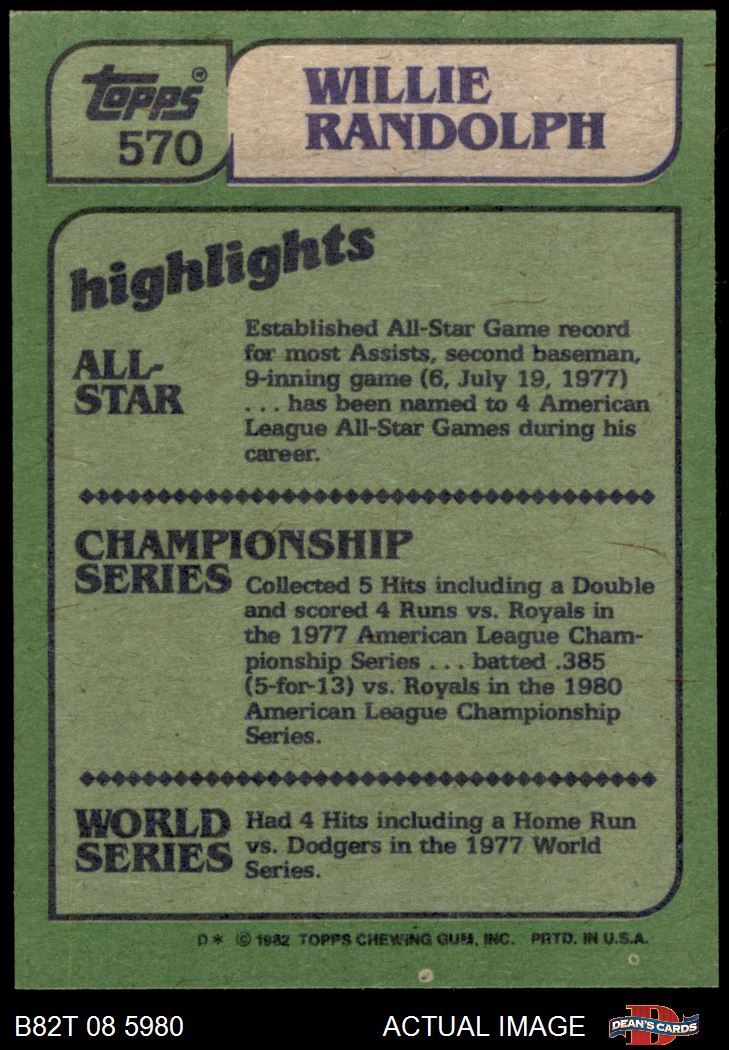 Topps®
570
WILLIE
RANDOLPH
highlights
ALL-
STAR
Established All-Star Game record
for most Assists, second baseman,
9-inning game (6, July 19, 1977)
. . . has been named to 4 American
League All-Star Games during his
career.
CHAMPIONSHIP
SERIES
Collected 5 Hits including a Double
and scored 4 Runs vs. Royals in
the 1977 American League Cham-
pionship Series . . . batted .385
(5-for-13) vs. Royals in the 1980
American League Championship
Series.
WORLD
SERIES
Had 4 Hits including a Home Run
vs. Dodgers in the 1977 World
Series.
D* © 1982 TOPPS CHEWING GUM, INC. PRTD. IN U.S.A.
B82T 08 5980
ACTUAL IMAGE
D
DEAN'S CARDS